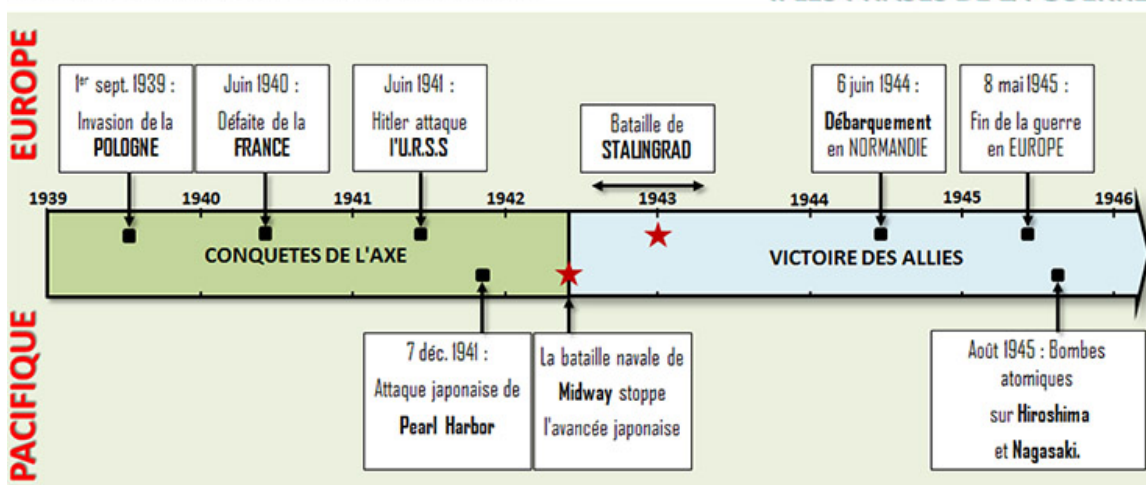 EUROPE
1er sept. 1939 :
Invasion de la
POLOGNE
Juin 1940 :
Défaite de la
FRANCE
Juin 1941 :
Hitler attaque
l'U.R.S.S
Bataille de
STALINGRAD
6 juin 1944 :
Débarquement
en NORMANDIE
8 mai 1945 :
Fin de la guerre
en EUROPE
1939 1940 1941 1942 1943 1944 1945 1946
CONQUETES DE L'AXE
VICTOIRE DES ALLIES
PACIFIQUE
7 déc. 1941 :
Attaque japonaise de
Pearl Harbor
La bataille navale de
Midway stoppe
l'avancée japonaise
Août 1945 : Bombes
atomiques
sur Hiroshima
et Nagasaki.